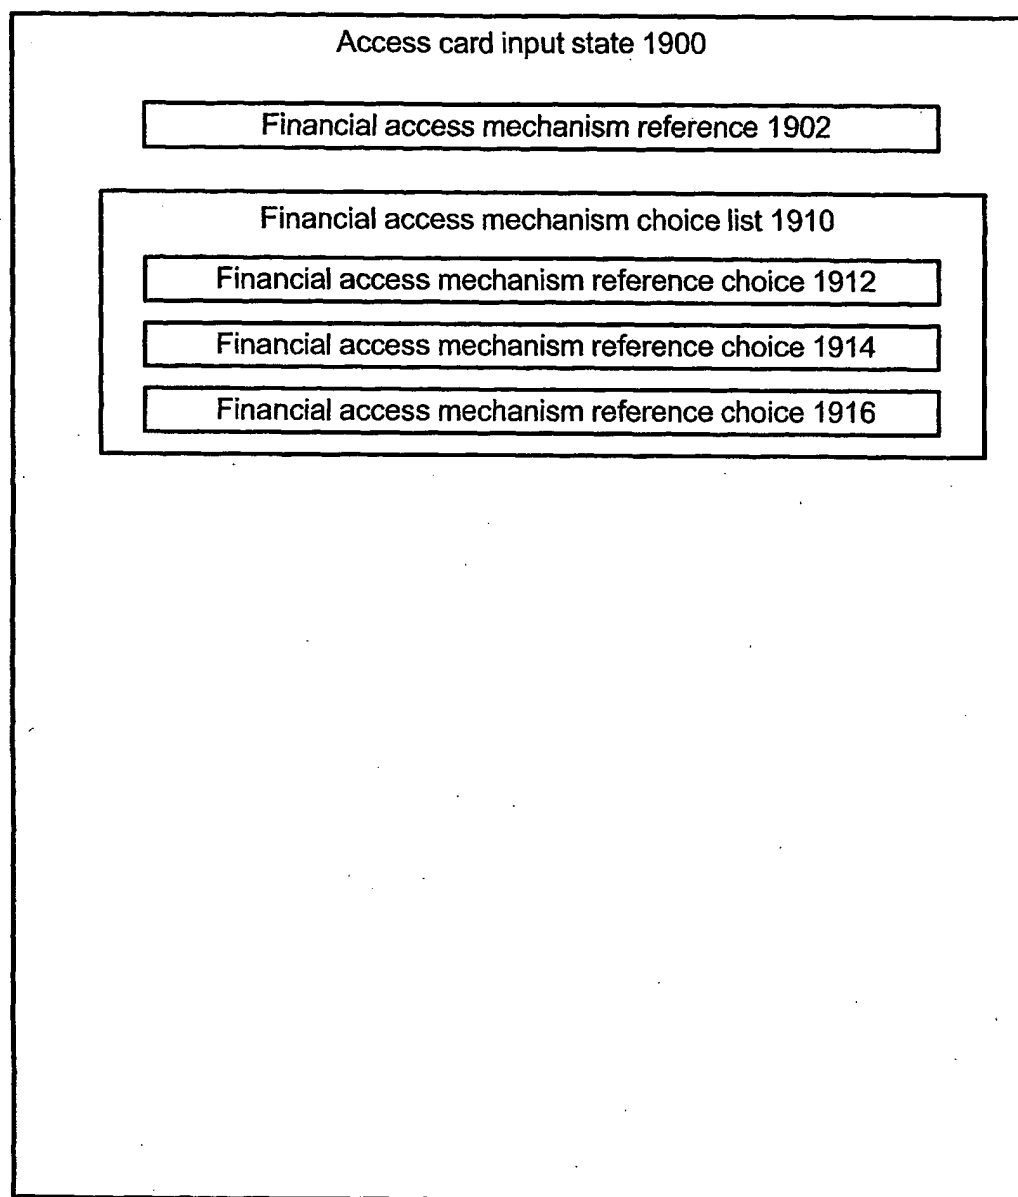 Access card input state 1900
Financial access mechanism reference 1902
Financial access mechanism choice list 1910
Financial access mechanism reference choice 1912
Financial access mechanism reference choice 1914
Financial access mechanism reference choice 1916